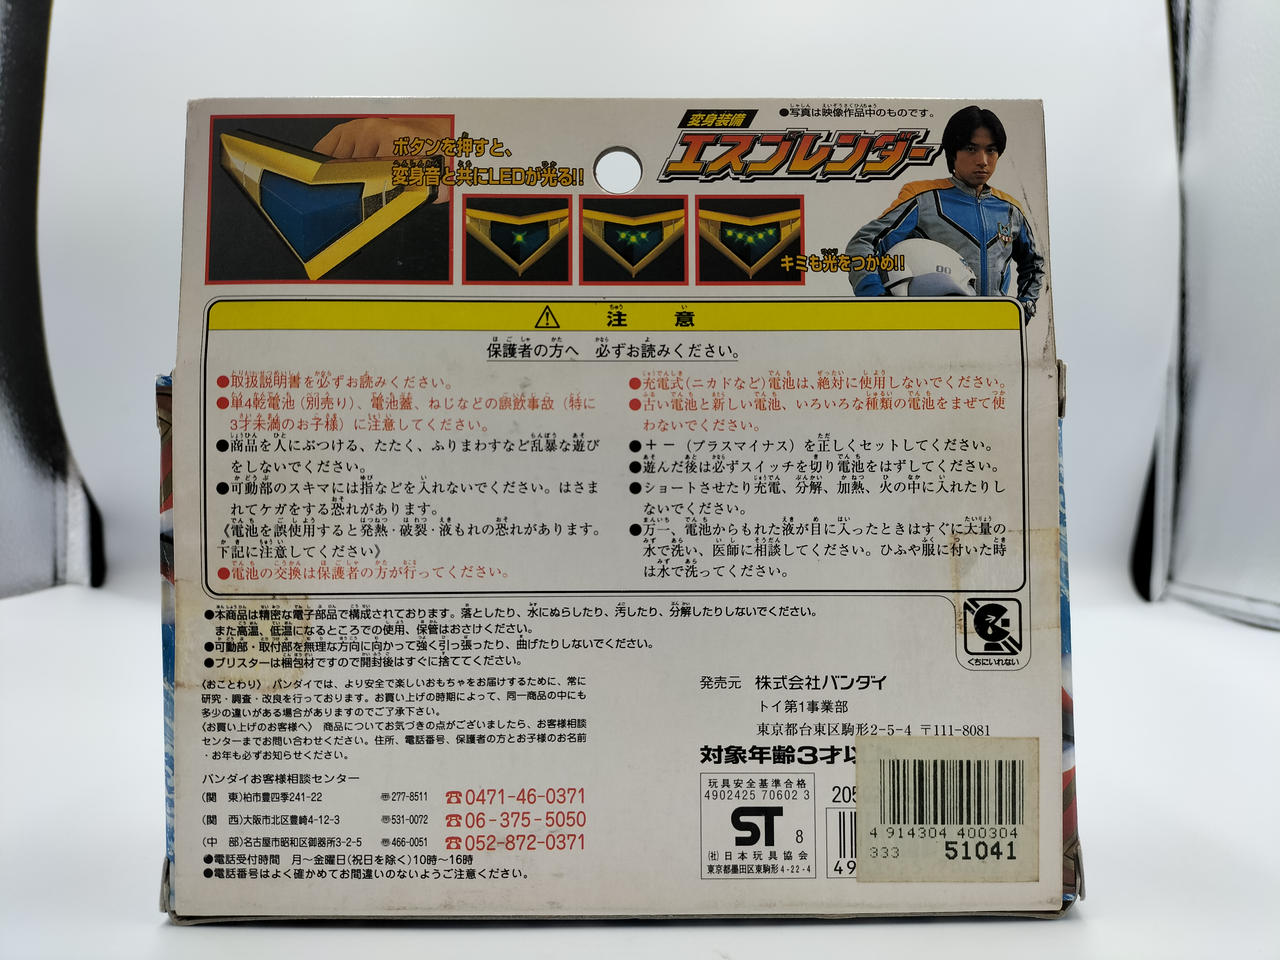 ボタンを押すと、
変身音と共にLEDが光る!!
変身装備
エスプレンダー
●写真は映像作品中のものです。
キミも光をつかめ!!
注意
保護者の方へ 必ずお読みください。
●取扱説明書を必ずお読みください。
●単4乾電池（別売り）、電池蓋、ねじなどの誤飲事故（特に
3才未満のお子様）に注意してください。
●商品を人にぶつける、たたく、ふりまわすなど乱暴な遊び
をしないでください。
●可動部のスキマには指などを入れないでください。はさま
れてケガをする恐れがあります。
《電池を誤使用すると発熱・破裂・液もれの恐れがあります。
下記に注意してください》
●電池の交換は保護者の方が行ってください。
●充電式（ニカドなど）電池は、絶対に使用しないでください。
●古い電池と新しい電池、いろいろな種類の電池をまぜて使
わないでください。
●＋－（プラスマイナス）を正しくセットしてください。
●遊んだ後は必ずスイッチを切り電池をはずしてください。
●ショートさせたり充電、分解、加熱、火の中に入れたりし
ないでください。
●万一、電池からもれた液が目に入ったときはすぐに大量の
水で洗い、医師に相談してください。ひふや服に付いた時
は水で洗ってください。
●本商品は精密な電子部品で構成されております。落としたり、水にぬらしたり、汚したり、分解したりしないでください。
また高温、低温になるところでの使用、保管はおさけください。
●可動部・取付部を無理な方向に向かって強く引っ張ったり、曲げたりしないでください。
●ブリスターは梱包材ですので開封後はすぐに捨ててください。
くちにいれない
〈おことわり〉 バンダイでは、より安全で楽しいおもちゃをお届けするために、常に
研究・調査・改良を行っております。お買い上げの時期によって、同一商品の中にも
多少の違いがある場合がありますのでご了承下さい。
〈お買い上げのお客様へ〉 商品についてお気づきの点がございましたら、お客様相談
センターまでお問い合わせください。住所、電話番号、保護者の方とお子様のお名前
・お年も必ずお知らせください。
バンダイお客様相談センター
(関 東)柏市豊四季241-22 〒277-8511 ☎0471-46-0371
(関 西)大阪市北区豊崎4-12-3 〒531-0072 ☎06-375-5050
(中 部)名古屋市昭和区御器所3-2-5 〒466-0051 ☎052-872-0371
●電話受付時間 月～金曜日(祝日を除く)10時～16時
●電話番号はよく確かめてお間違いのないようご注意ください。
発売元 株式会社バンダイ
トイ第1事業部
東京都台東区駒形2-5-4 〒111-8081
対象年齢3才以
玩具安全基準合格
4902425 70602 3
ST 8
(社)日本玩具協会
東京都墨田区東駒形4-22-4
205
49
4 914304 400304
333 51041